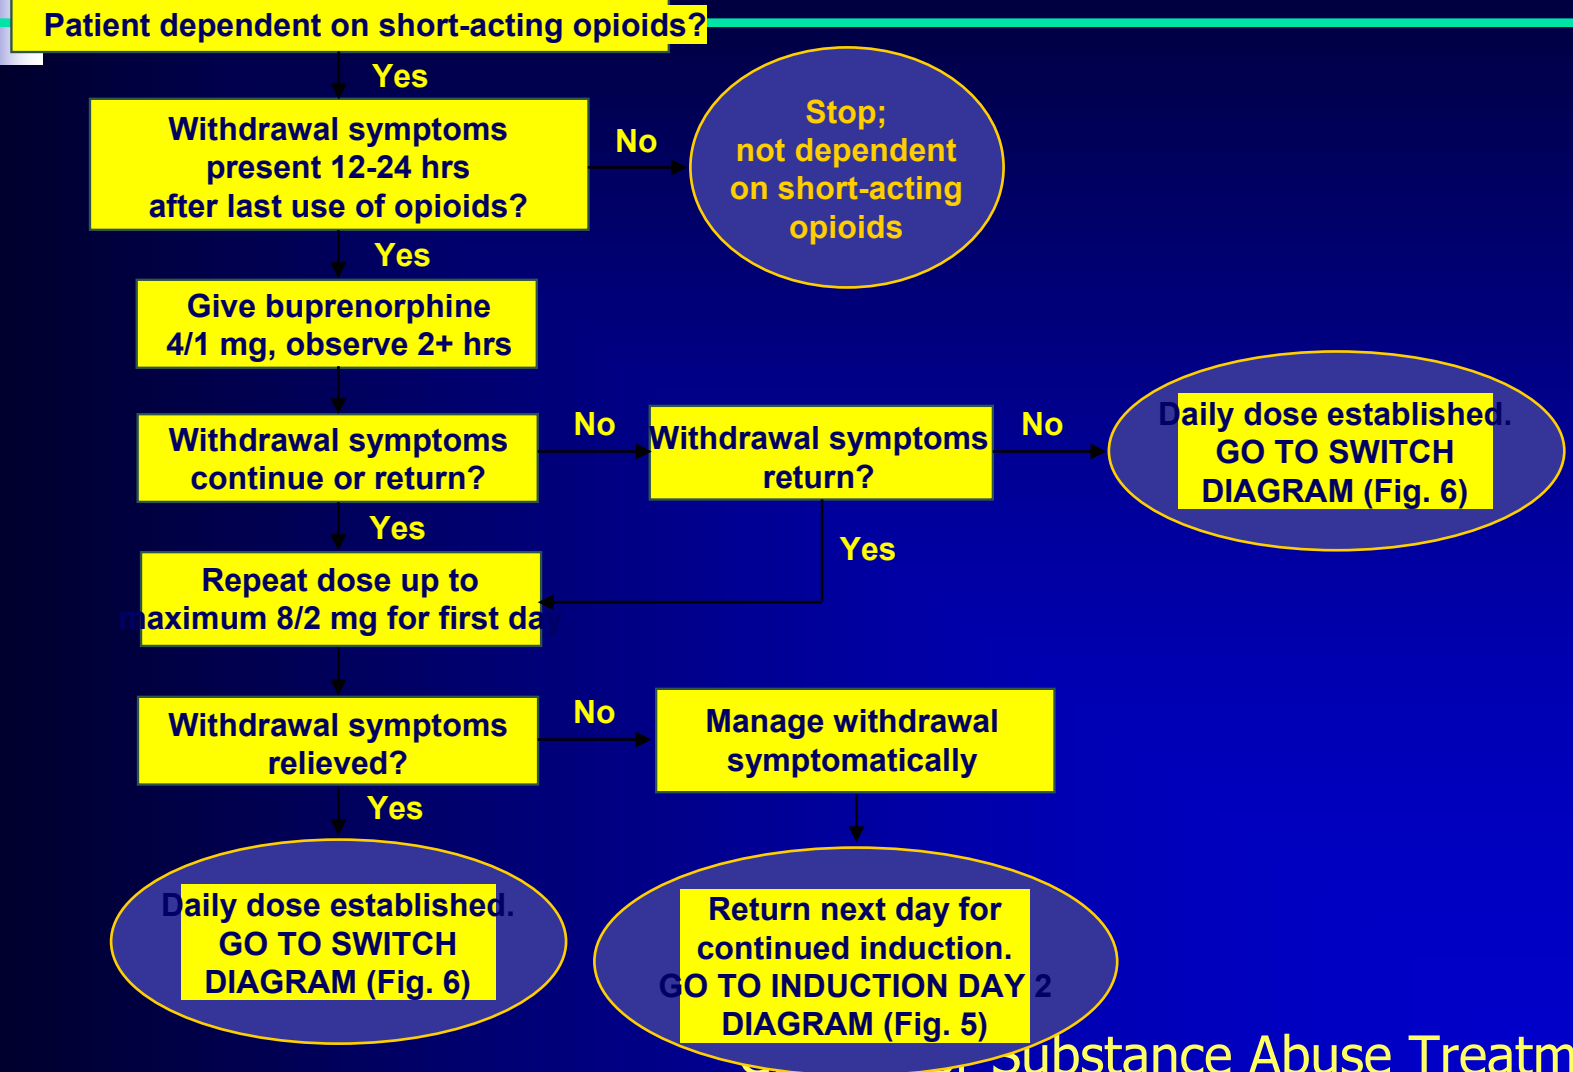 Patient dependent on short-acting opioids?
Yes
Withdrawal symptoms
present 12-24 hrs
after last use of opioids?
No
Stop;
not dependent
on short-acting
opioids
Yes
Give buprenorphine
4/1 mg, observe 2+ hrs
Withdrawal symptoms
continue or return?
No
Withdrawal symptoms
return?
No
Daily dose established.
GO TO SWITCH
DIAGRAM (Fig. 6)
Yes
Yes
Repeat dose up to
maximum 8/2 mg for first day
Withdrawal symptoms
relieved?
No
Manage withdrawal
symptomatically
Yes
Daily dose established.
GO TO SWITCH
DIAGRAM (Fig. 6)
Return next day for
continued induction.
GO TO INDUCTION DAY 2
DIAGRAM (Fig. 5)
Substance Abuse Treatm